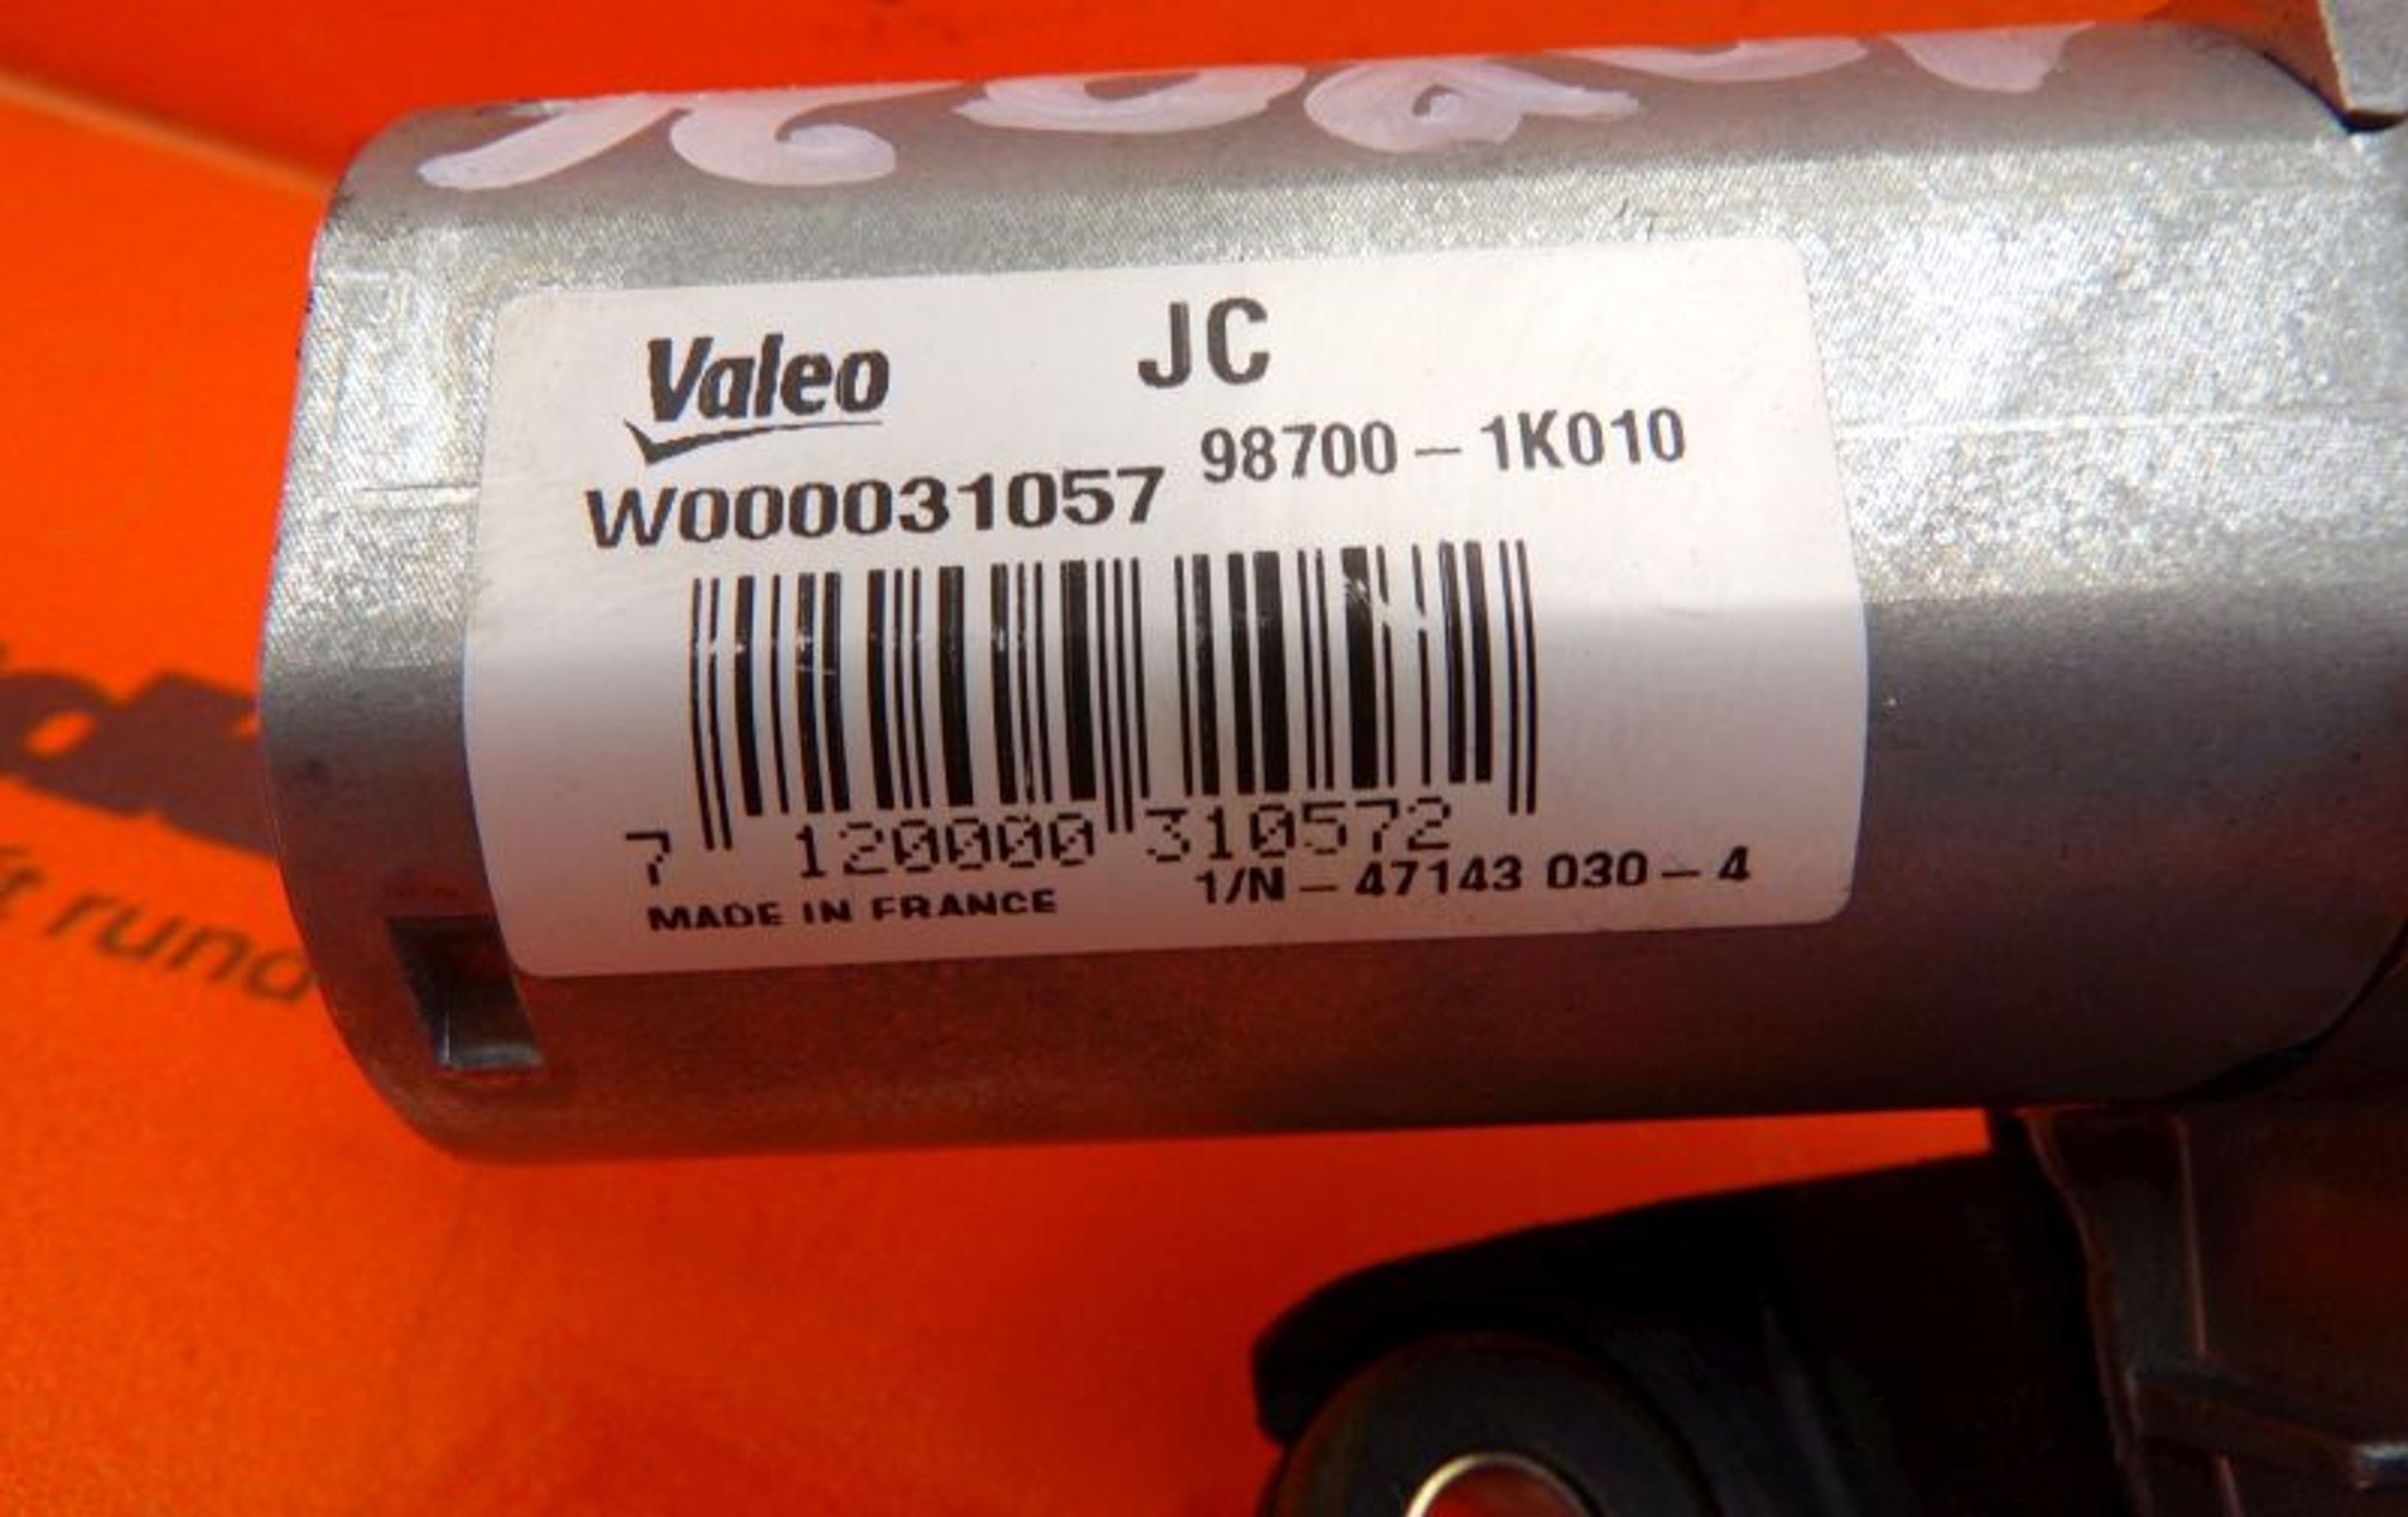 Valeo JC
98700-1K010
W000031057
7 120000 310572
1/N-47143 030-4
MADE IN FRANCE